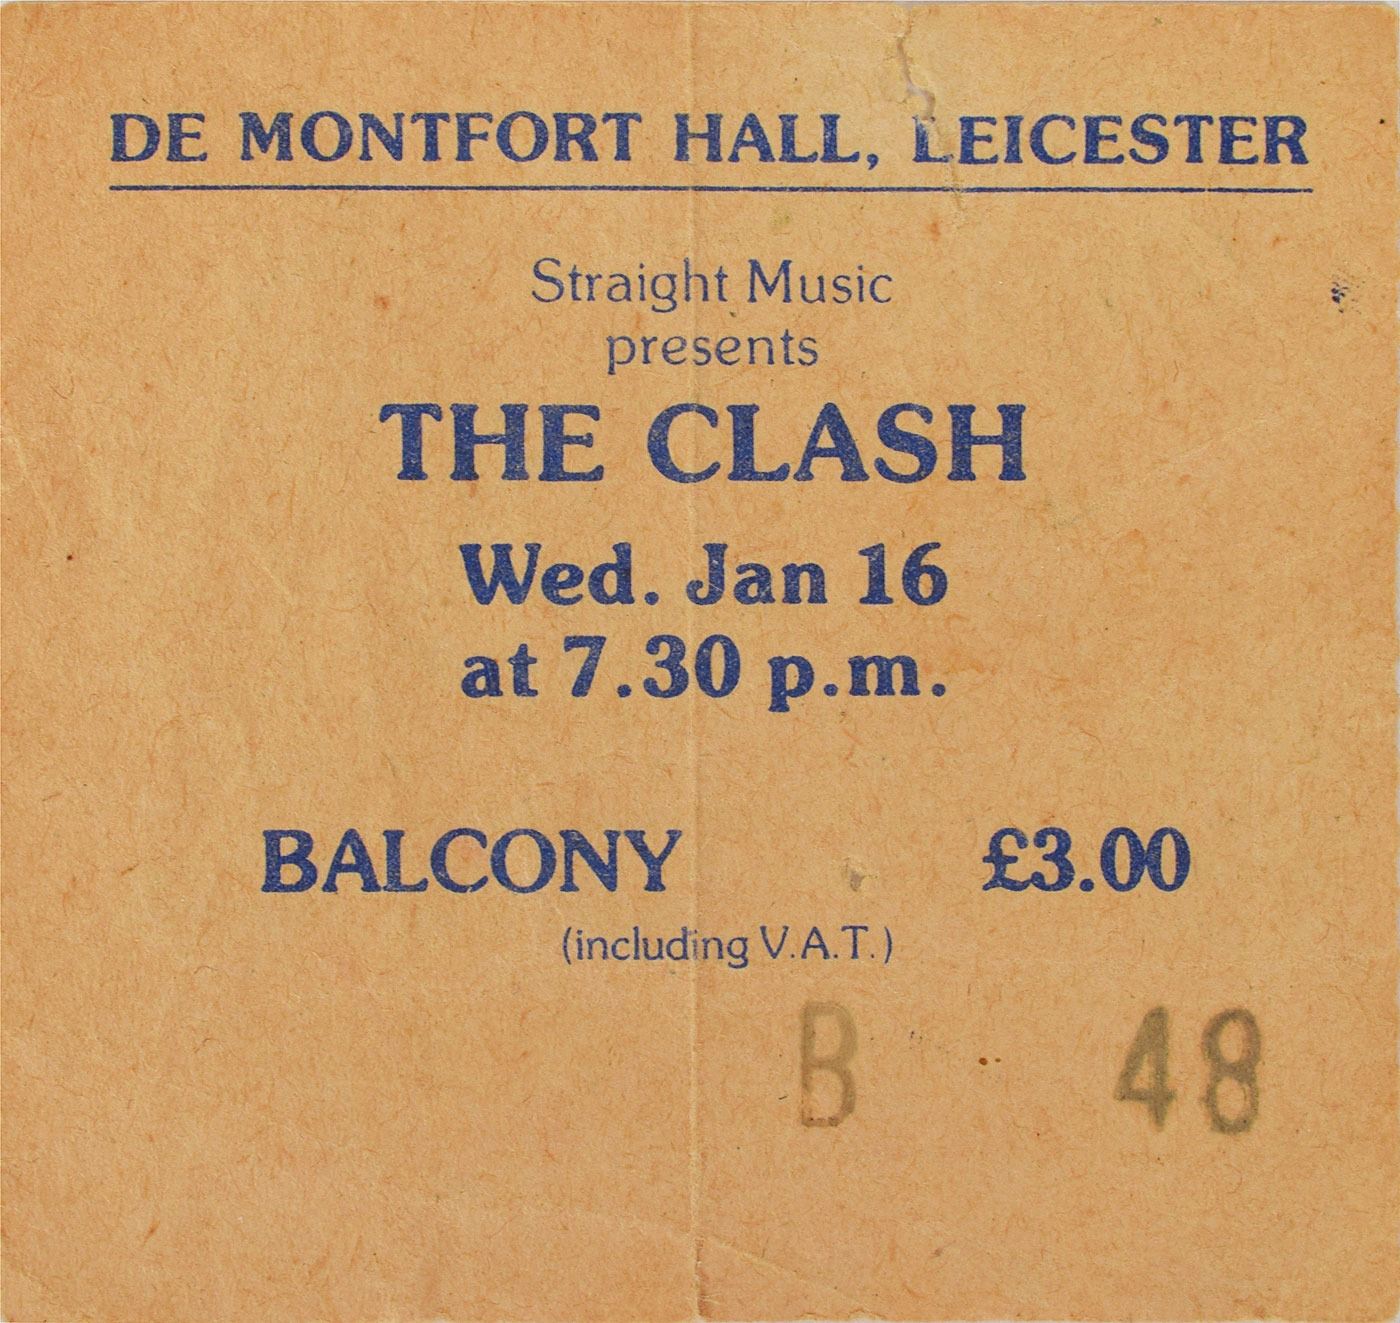 DE MONTFORT HALL, LEICESTER
Straight Music
presents
THE CLASH
Wed. Jan 16
at 7.30 p.m.
BALCONY £3.00
(including V.A.T.)
B 48